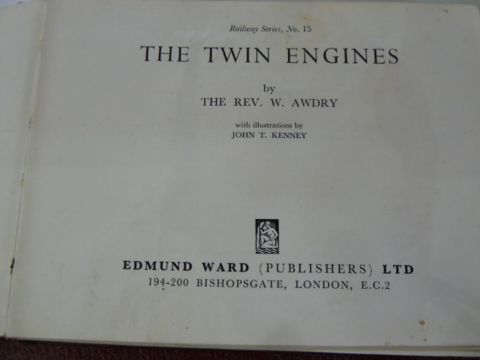 Railway Series, No. 15
THE TWIN ENGINES
by
THE REV. W. AWDRY
with illustrations by
JOHN T. KENNEY
EDMUND WARD (PUBLISHERS) LTD
194-200 BISHOPSGATE, LONDON, E.C.2